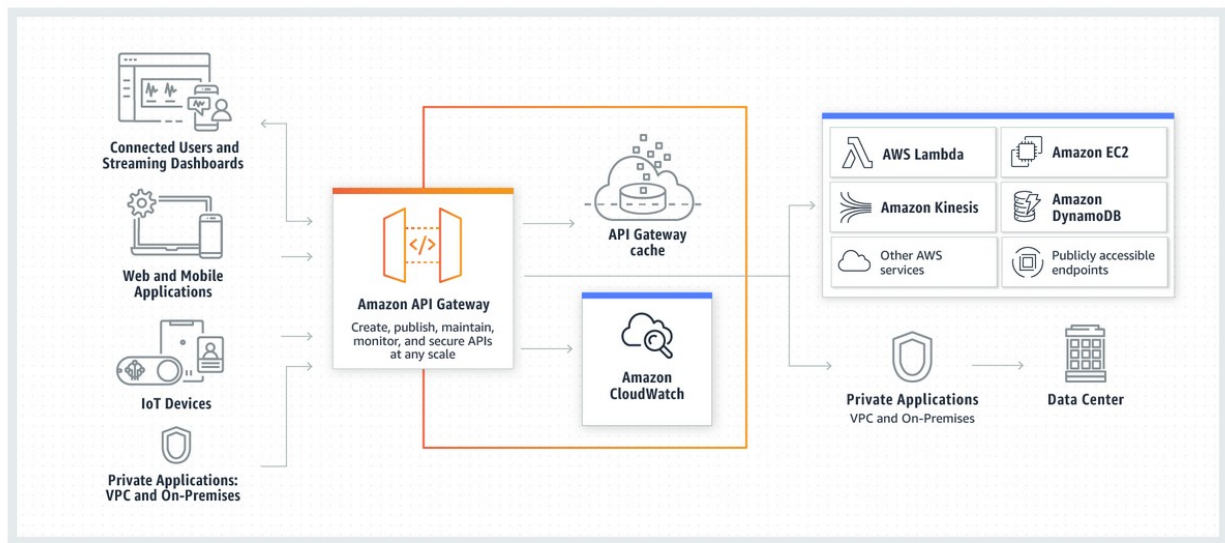 Connected Users and
Streaming Dashboards
Web and Mobile
Applications
IoT Devices
Private Applications:
VPC and On-Premises
</>
Amazon API Gateway
Create, publish, maintain,
monitor, and secure APIs
at any scale
API Gateway
cache
Amazon
CloudWatch
AWS Lambda
Amazon EC2
Amazon Kinesis
Amazon
DynamoDB
Other AWS
services
Publicly accessible
endpoints
Private Applications
VPC and On-Premises
Data Center